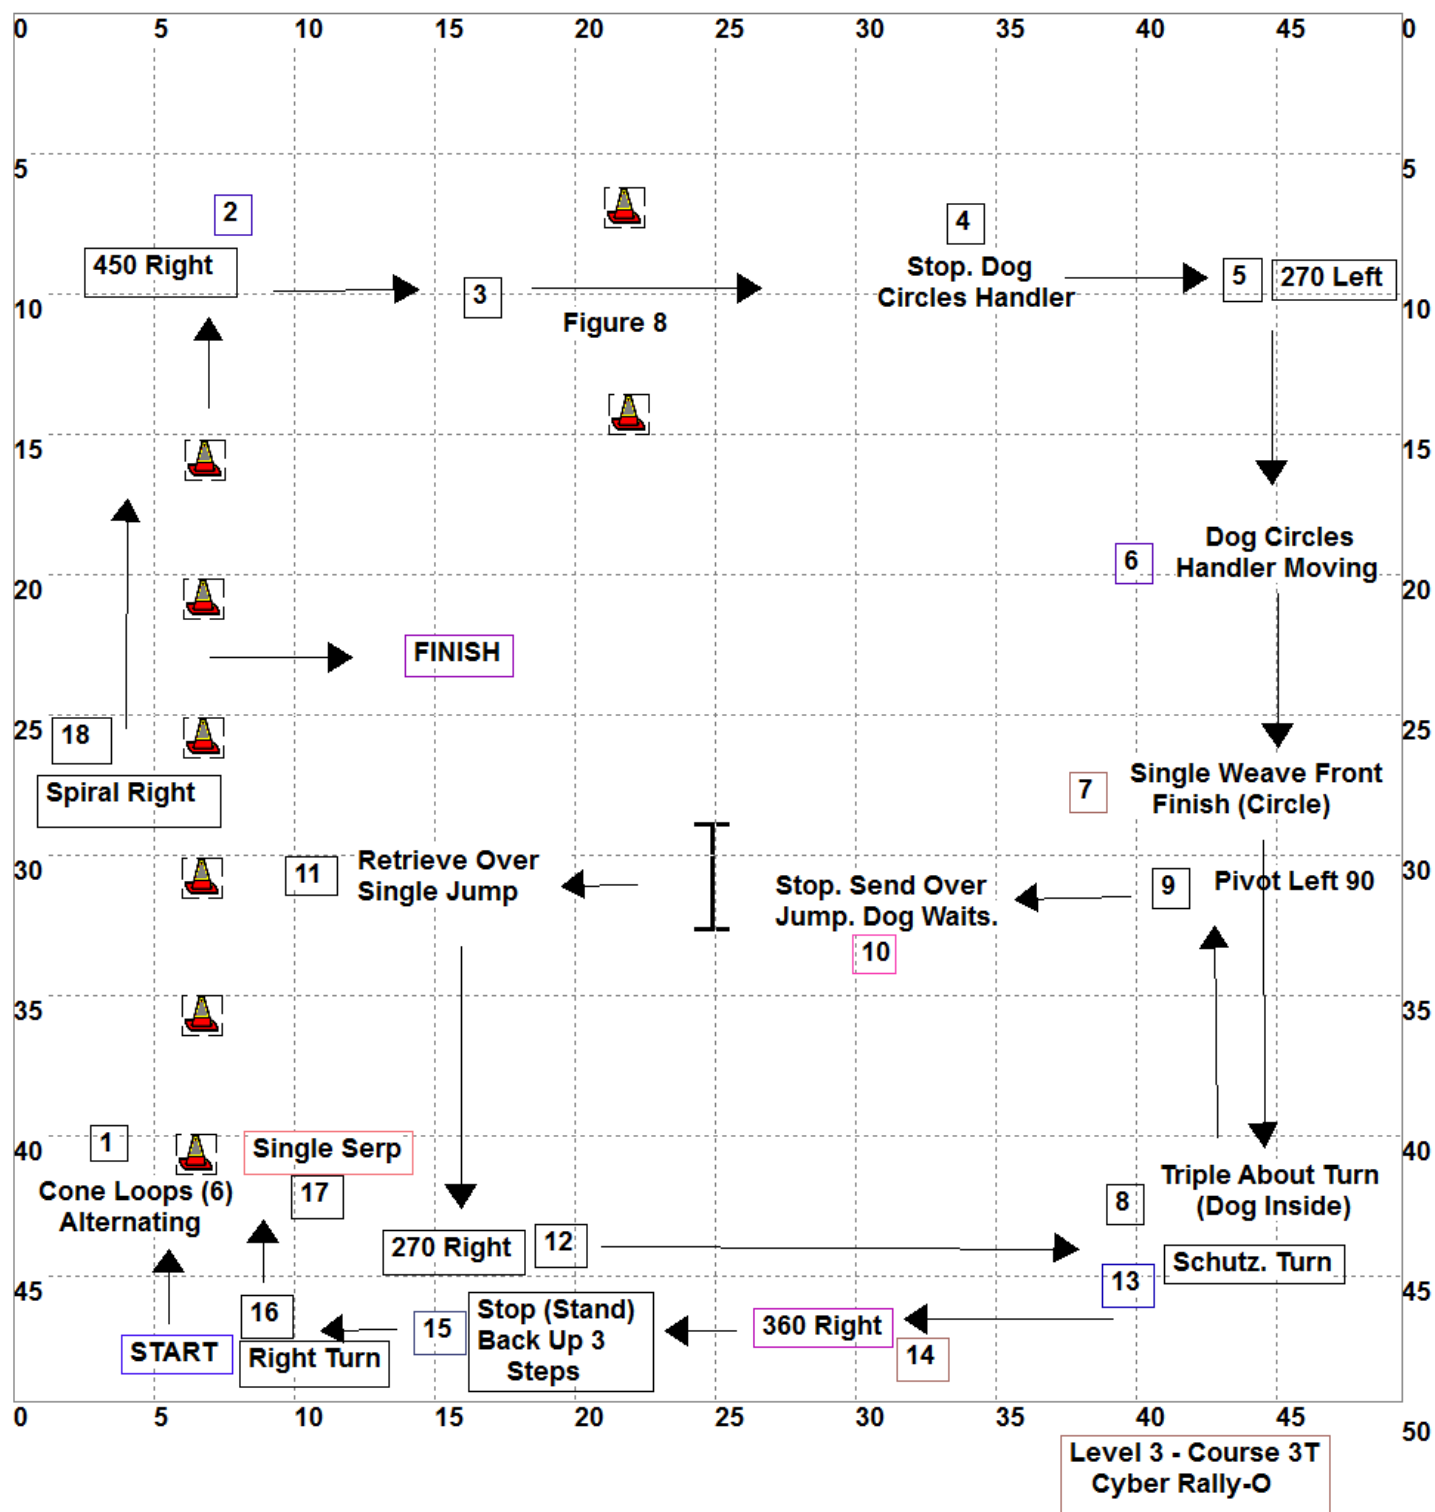 0 5 10 15 20 25 30 35 40 45 0
5 5
2
4
450 Right
Stop. Dog
Circles Handler
5
270 Left
3
10 10
Figure 8
15 15
Dog Circles
Handler Moving
6
20 20
FINISH
25 25
18
Spiral Right
7
Single Weave Front
Finish (Circle)
30 30
11
Retrieve Over
Single Jump
Stop. Send Over
Jump. Dog Waits.
9
Pivot Left 90
10
35 35
40 40
1
Single Serp
Cone Loops (6)
Alternating
17
8
Triple About Turn
(Dog Inside)
270 Right
12
Schutz. Turn
45 45
13
16
15
Stop (Stand)
Back Up 3
Steps
360 Right
14
START
Right Turn
0 5 10 15 20 25 30 35 40 45 50
Level 3 - Course 3T
Cyber Rally-O